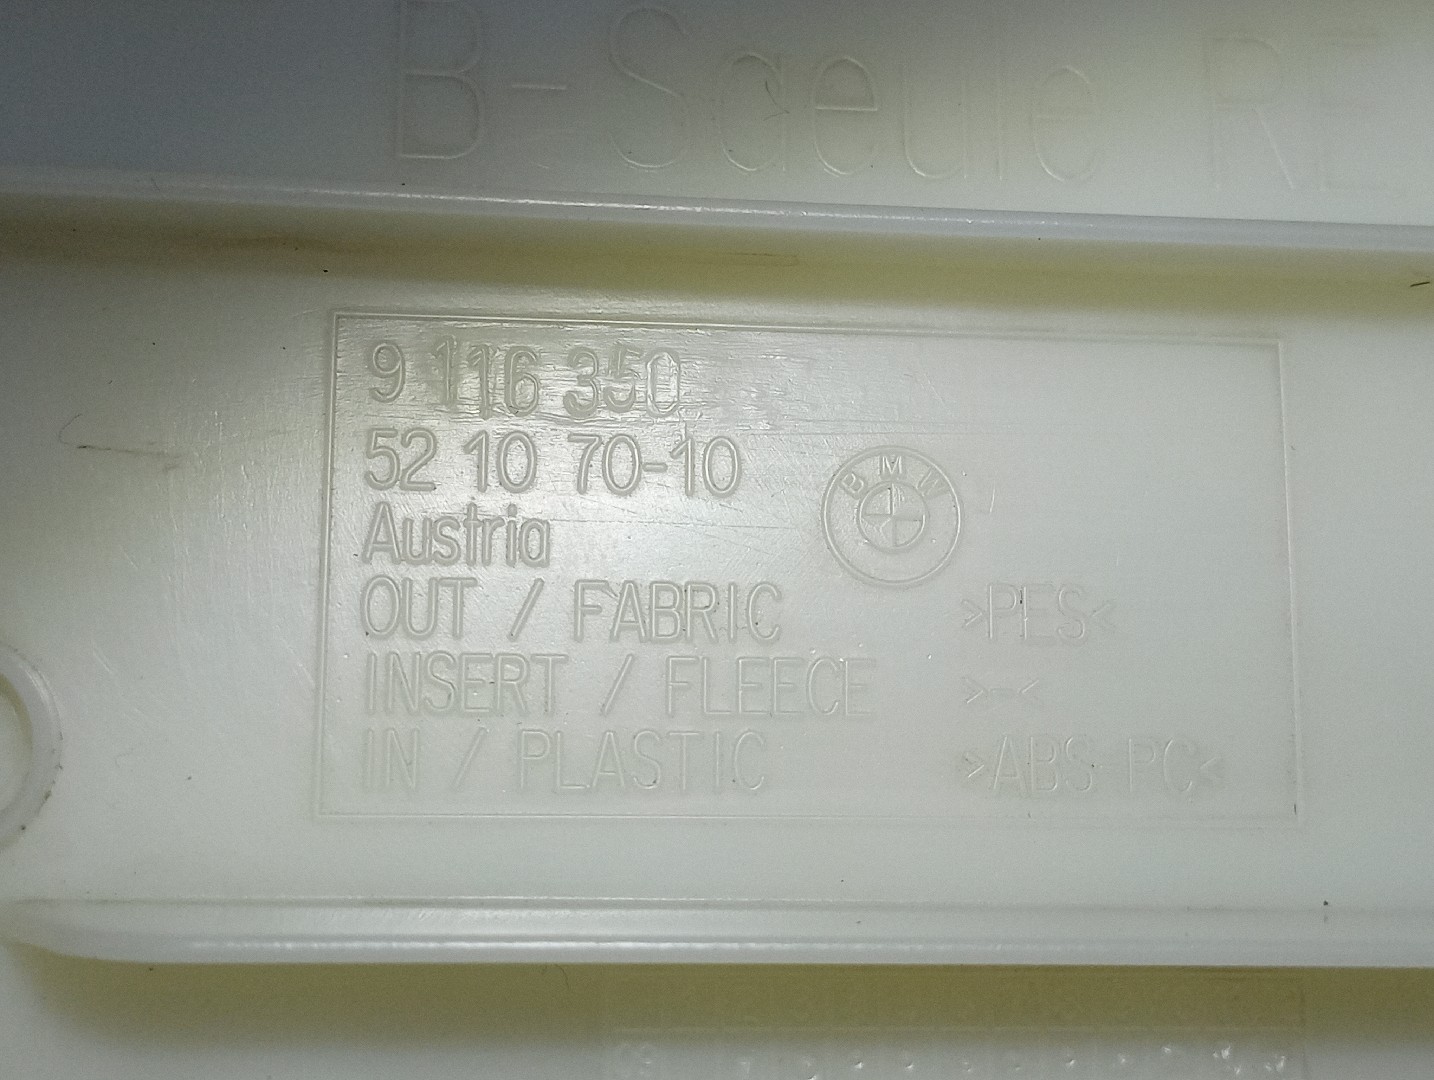 B-Saeule RE
9 116 350
52 10 70-10
BMW
Austria
OUT / FABRIC >PES<
INSERT / FLEECE >-<
IN / PLASTIC >ABS-PC<